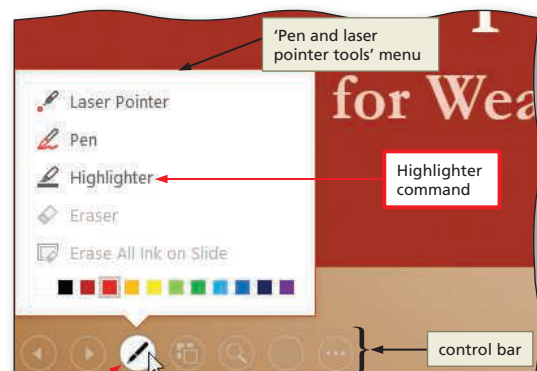 'Pen and laser
pointer tools' menu
for Wea
Laser Pointer
Pen
Highlighter
Highlighter
command
Eraser
Erase All Ink on Slide
control bar